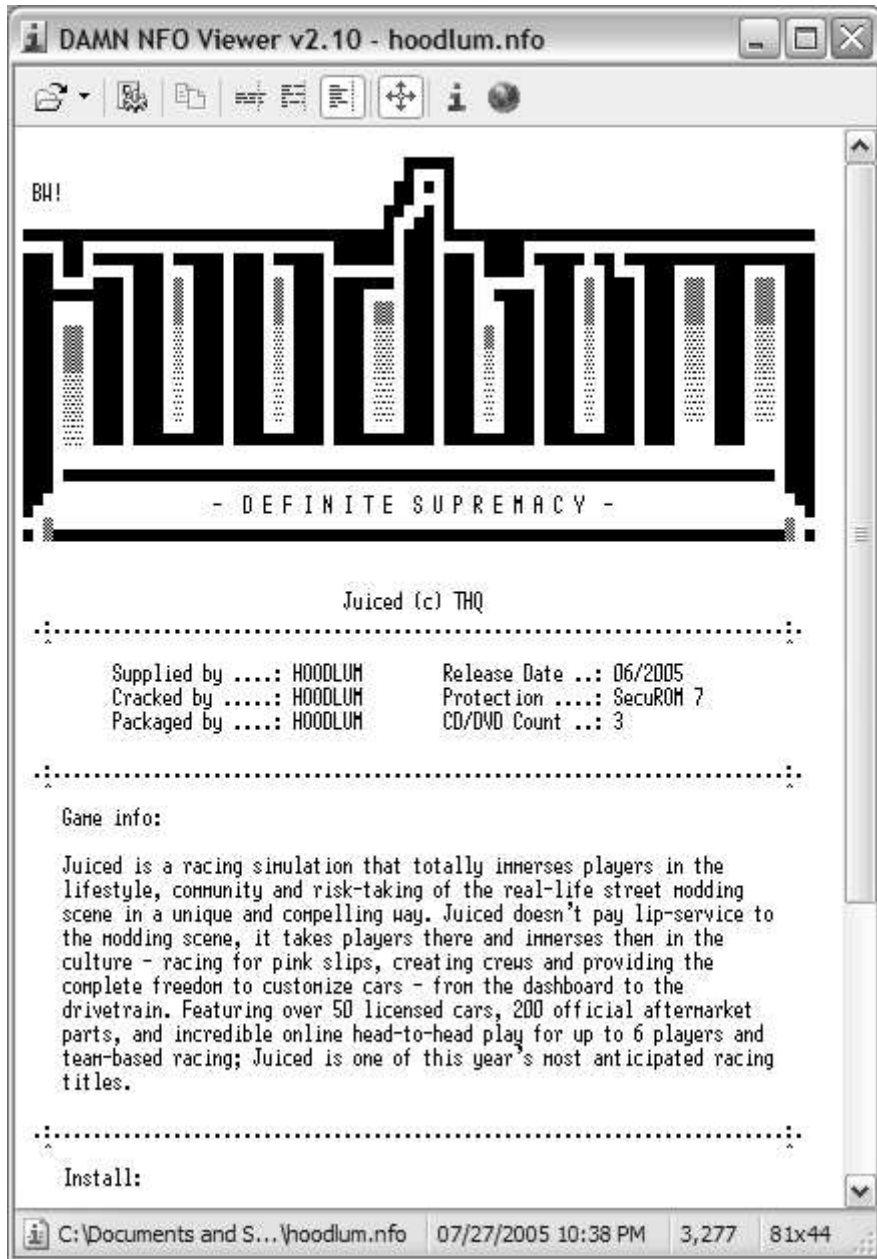 DAMN NFO Viewer v2.10 - hoodlum.nfo
BW!
hoodlum
- DEFINITE SUPREMACY -
Juiced (c) THQ
Supplied by ....: HOODLUM Release Date ..: 06/2005
Cracked by .....: HOODLUM Protection ....: SecuROM 7
Packaged by ....: HOODLUM CD/DVD Count ..: 3
Game info:
Juiced is a racing simulation that totally immerses players in the
lifestyle, community and risk-taking of the real-life street modding
scene in a unique and compelling way. Juiced doesn't pay lip-service to
the modding scene, it takes players there and immerses them in the
culture - racing for pink slips, creating crews and providing the
complete freedom to customize cars - from the dashboard to the
drivetrain. Featuring over 50 licensed cars, 200 official aftermarket
parts, and incredible online head-to-head play for up to 6 players and
team-based racing; Juiced is one of this year's most anticipated racing
titles.
Install:
C:\Documents and S...\hoodlum.nfo 07/27/2005 10:38 PM 3,277 81x44